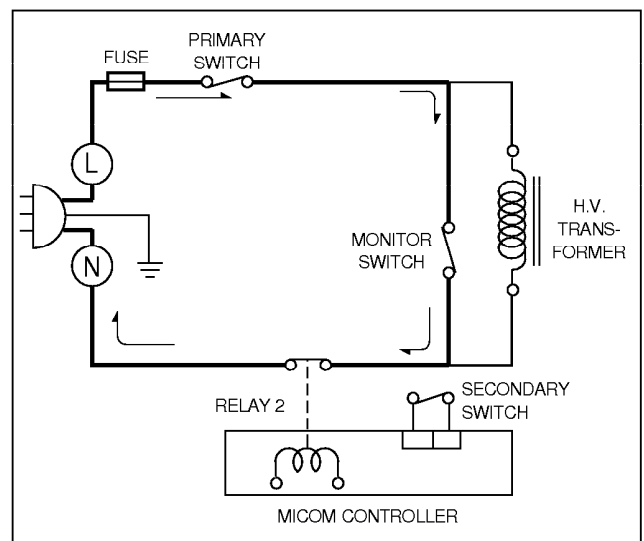 PRIMARY
SWITCH
FUSE
L
H.V.
TRANS-
FORMER
MONITOR
SWITCH
N
RELAY 2
SECONDARY
SWITCH
MICOM CONTROLLER